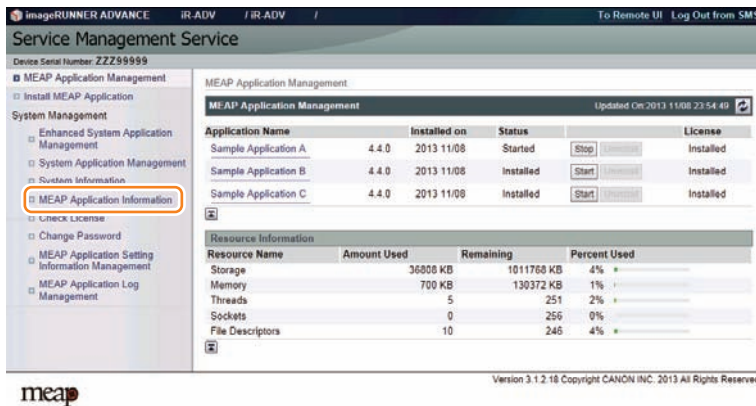 imageRUNNER ADVANCE iR-ADV / iR-ADV / To Remote UI Log Out from SMS
Service Management Service
Device Serial Number: ZZZ99999
MEAP Application Management
Install MEAP Application
System Management
Enhanced System Application
Management
System Application Management
System Information
MEAP Application Information
Check License
Change Password
MEAP Application Setting
Information Management
MEAP Application Log
Management
MEAP Application Management
MEAP Application Management Updated On:2013 11/08 23:54:49
Application Name Installed on Status License
Sample Application A 4.4.0 2013 11/08 Started Stop Uninstall Installed
Sample Application B 4.4.0 2013 11/08 Installed Start Uninstall Installed
Sample Application C 4.4.0 2013 11/08 Installed Start Uninstall Installed
Resource Information
Resource Name Amount Used Remaining Percent Used
Storage 36808 KB 1011768 KB 4%
Memory 700 KB 130372 KB 1%
Threads 5 251 2%
Sockets 0 256 0%
File Descriptors 10 246 4%
meap
Version 3.1.2.18 Copyright CANON INC. 2013 All Rights Reserved